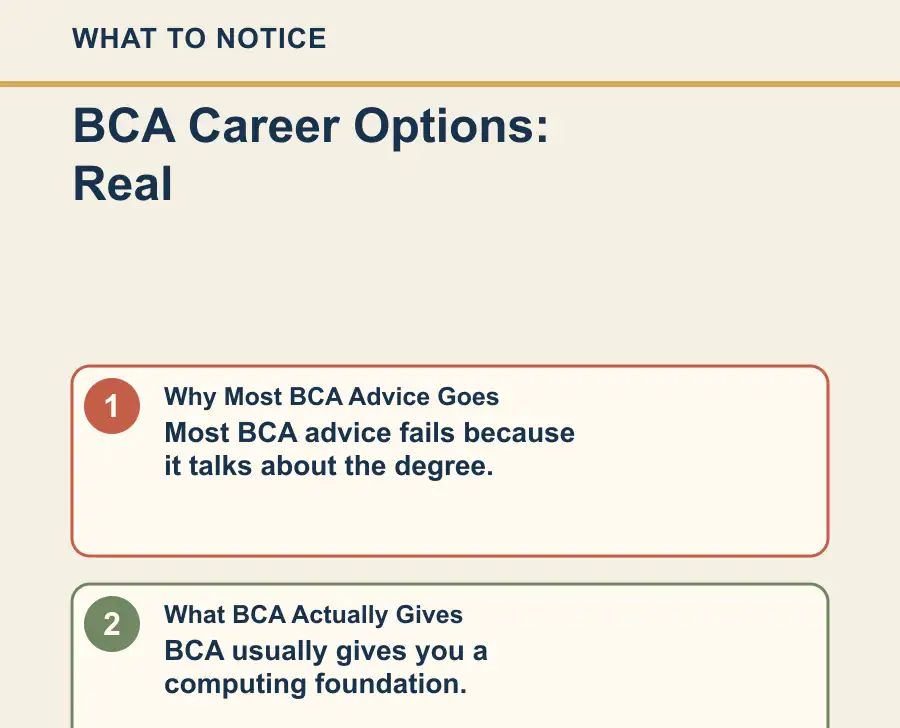 WHAT TO NOTICE
BCA Career Options:
Real
1
Why Most BCA Advice Goes
Most BCA advice fails because
it talks about the degree.
2
What BCA Actually Gives
BCA usually gives you a
computing foundation.